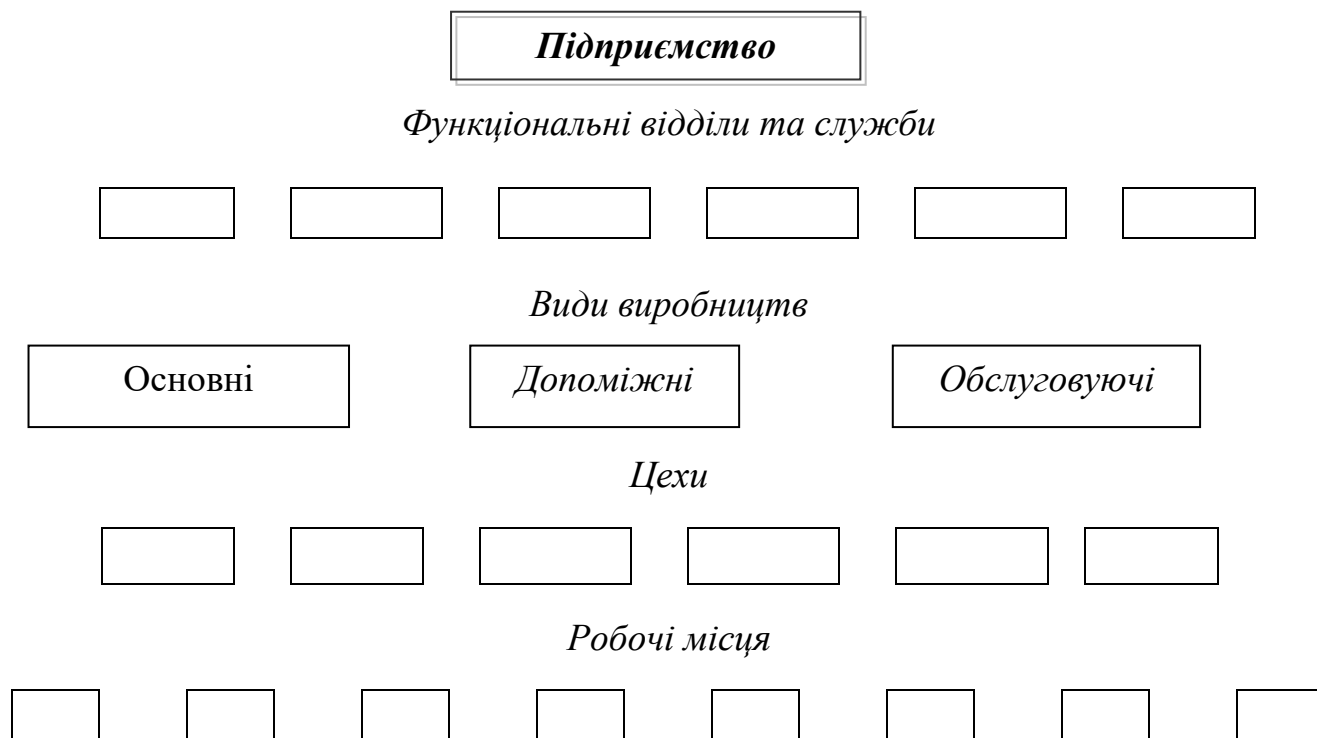 Підприємство
Функціональні відділи та служби
Види виробництв
Основні Допоміжні Обслуговуючі
Цехи
Робочі місця